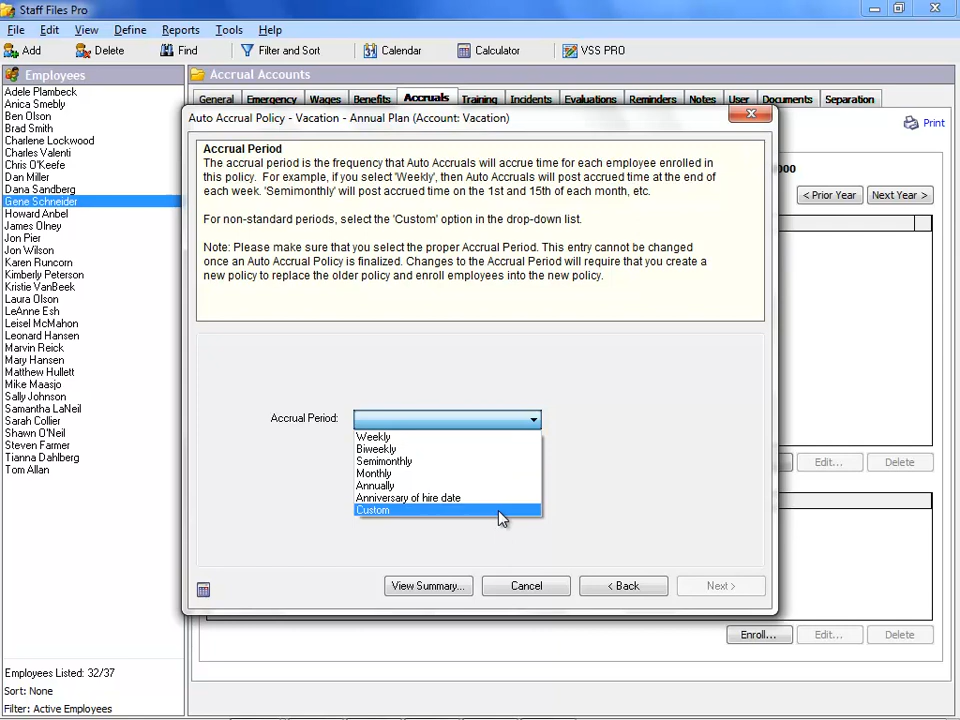 Staff Files Pro
File Edit View Define Reports Tools Help
Add Delete Find Filter and Sort Calendar Calculator VSS PRO
Employees
Adele Plambeck
Anica Smebly
Ben Olson
Brad Smith
Charlene Lockwood
Charles Valenti
Chris O'Keefe
Dan Miller
Dana Sandberg
Gene Schneider
Howard Anbel
James Olney
Jon Pier
Jon Wilson
Karen Runcorn
Kimberly Peterson
Kristie VanBeek
Laura Olson
LeAnne Esh
Leisel McMahon
Leonard Hansen
Marvin Reick
Mary Hansen
Matthew Hullett
Mike Maasjo
Sally Johnson
Samantha LaNeil
Sarah Collier
Shawn O'Neil
Steven Farmer
Tianna Dahlberg
Tom Allan
Employees Listed: 32/37
Sort: None
Filter: Active Employees
Accrual Accounts
General Emergency Wages Benefits Accruals Training Incidents Evaluations Reminders Notes User Documents Separation
Print
000
< Prior Year Next Year >
Edit... Delete
Enroll... Edit... Delete
Auto Accrual Policy - Vacation - Annual Plan (Account: Vacation)
Accrual Period
The accrual period is the frequency that Auto Accruals will accrue time for each employee enrolled in
this policy. For example, if you select 'Weekly', then Auto Accruals will post accrued time at the end of
each week. 'Semimonthly' will post accrued time on the 1st and 15th of each month, etc.
For non-standard periods, select the 'Custom' option in the drop-down list.
Note: Please make sure that you select the proper Accrual Period. This entry cannot be changed
once an Auto Accrual Policy is finalized. Changes to the Accrual Period will require that you create a
new policy to replace the older policy and enroll employees into the new policy.
Accrual Period:
Weekly
Biweekly
Semimonthly
Monthly
Annually
Anniversary of hire date
Custom
View Summary... Cancel < Back Next >